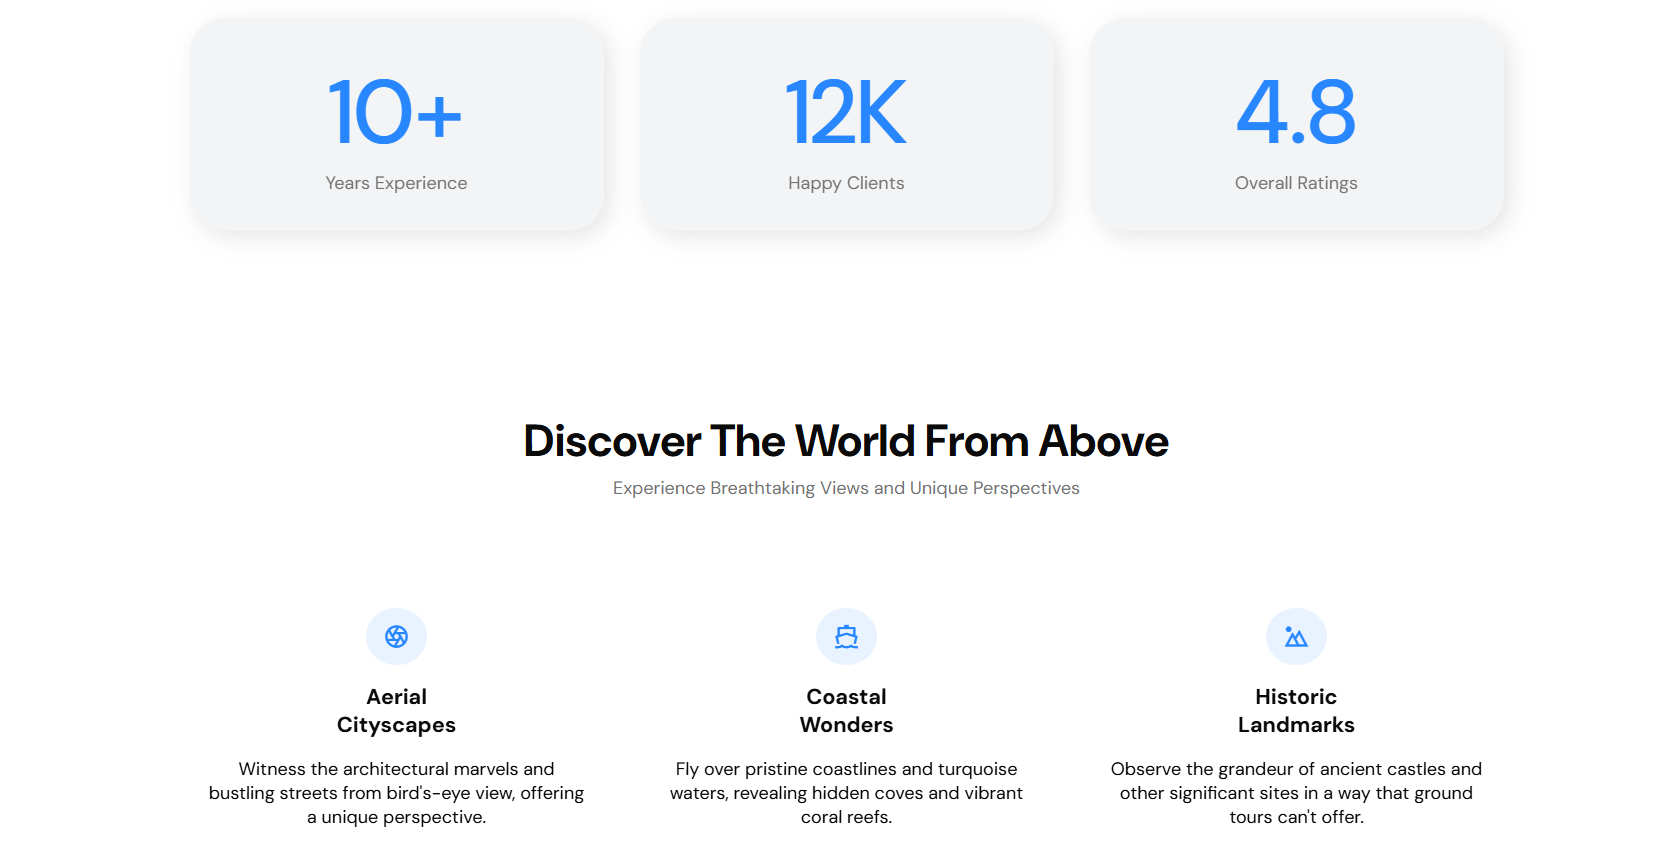 10+
Years Experience
12K
Happy Clients
4.8
Overall Ratings
Discover The World From Above
Experience Breathtaking Views and Unique Perspectives
Aerial
Cityscapes
Witness the architectural marvels and
bustling streets from bird's-eye view, offering
a unique perspective.
Coastal
Wonders
Fly over pristine coastlines and turquoise
waters, revealing hidden coves and vibrant
coral reefs.
Historic
Landmarks
Observe the grandeur of ancient castles and
other significant sites in a way that ground
tours can't offer.